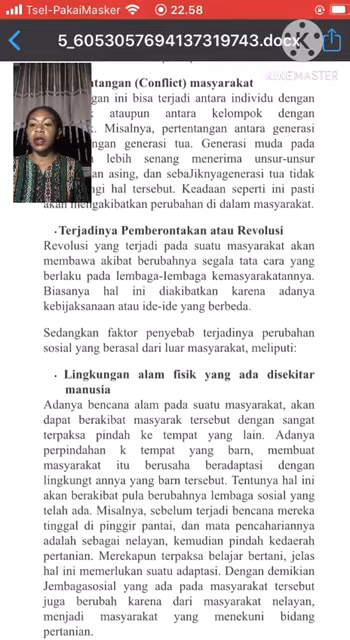 Tsel-PakaiMasker
22.58
5_6053057694137319743.docx
KINEMASTER
ntangan (Conflict) masyarakat
gan ini bisa terjadi antara individu dengan
ataupun antara kelompok dengan
k. Misalnya, pertentangan antara generasi
ngan generasi tua. Generasi muda pada
lebih senang menerima unsur-unsur
an asing, dan sebaJiknyagenerasi tua tidak
gi hal tersebut. Keadaan seperti ini pasti
akan mengakibatkan perubahan di dalam masyarakat.
· Terjadinya Pemberontakan atau Revolusi
Revolusi yang terjadi pada suatu masyarakat akan
membawa akibat berubahnya segala tata cara yang
berlaku pada lembaga-Iembaga kemasyarakatannya.
Biasanya hal ini diakibatkan karena adanya
kebijaksanaan atau ide-ide yang berbeda.
Sedangkan faktor penyebab terjadinya perubahan
sosial yang berasal dari luar masyarakat, meliputi:
· Lingkungan alam fisik yang ada disekitar
manusia
Adanya bencana alam pada suatu masyarakat, akan
dapat berakibat masyarak tersebut dengan sangat
terpaksa pindah ke tempat yang lain. Adanya
perpindahan k tempat yang barn, membuat
masyarakat itu berusaha beradaptasi dengan
lingkungt annya yang barn tersebut. Tentunya hal ini
akan berakibat pula berubahnya lembaga sosial yang
telah ada. Misalnya, sebelum terjadi bencana mereka
tinggal di pinggir pantai, dan mata pencahariannya
adalah sebagai nelayan, kemudian pindah kedaerah
pertanian. Merekapun terpaksa belajar bertani, jelas
hal ini memerlukan suatu adaptasi. Dengan demikian
Jembagasosial yang ada pada masyarakat tersebut
juga berubah karena dari masyarakat nelayan,
menjadi masyarakat yang menekuni bidang
pertanian.